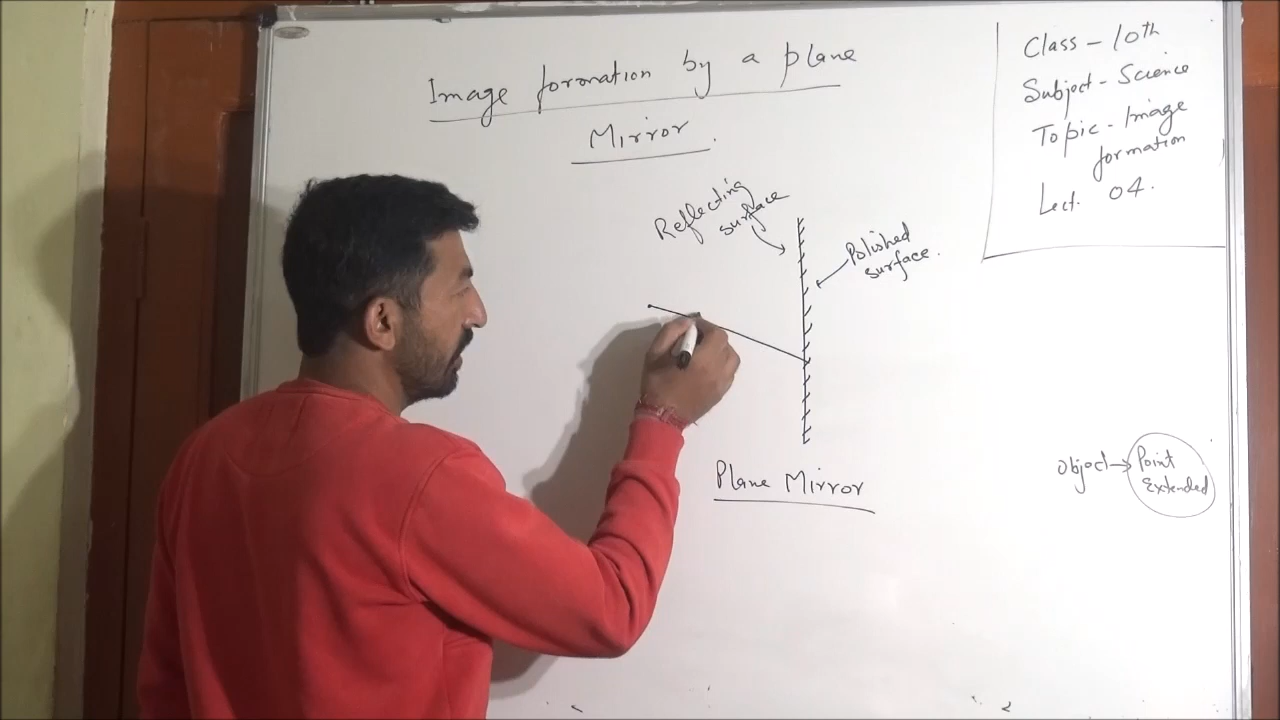 Image formation by a plane
Mirror.
Class - 10th
Subject - Science
Topic - Image
formation
Lect. 04.
Reflecting
surface
Polished
surface.
Plane Mirror
Object → Point
Extended